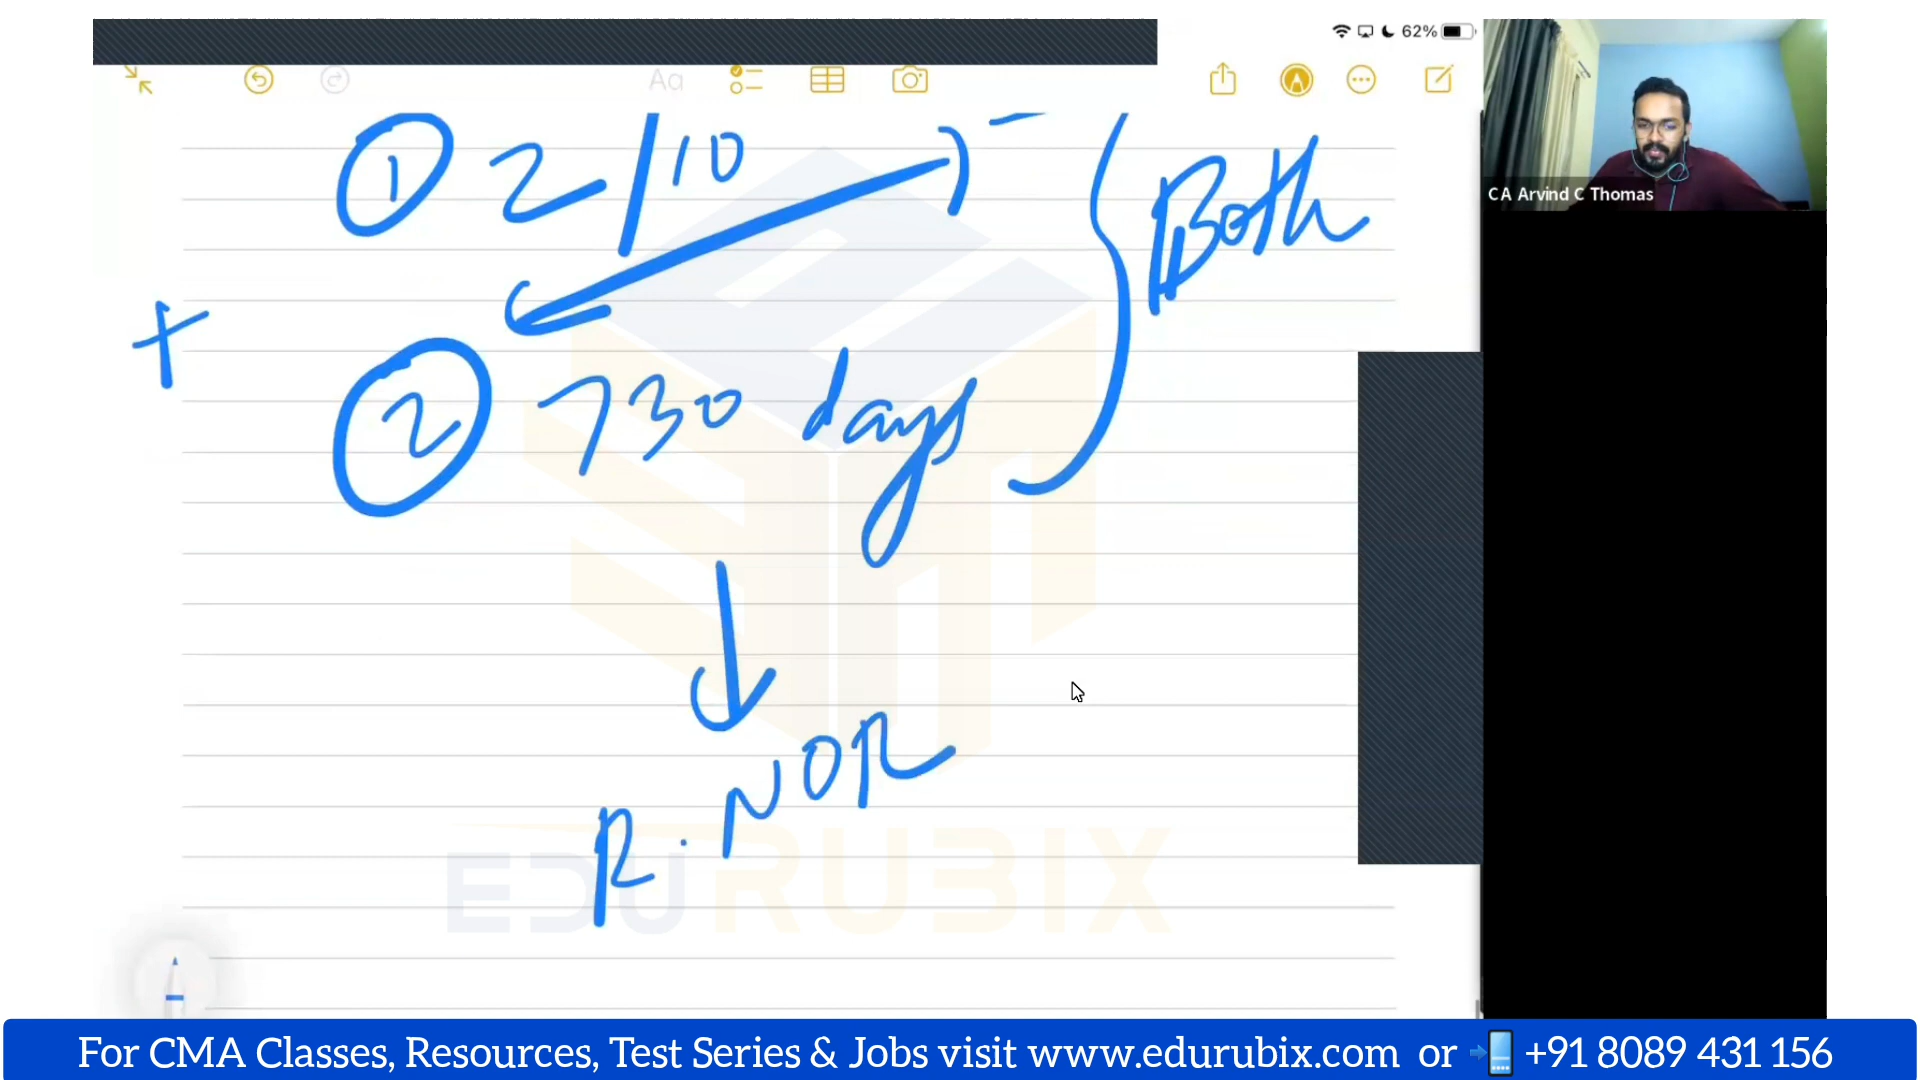 62%
Aa
CA Arvind C Thomas
1 2/10
Both
+
2 730 days
R. NOR
EDURUBIX
For CMA Classes, Resources, Test Series & Jobs visit www.edurubix.com or +91 8089 431 156